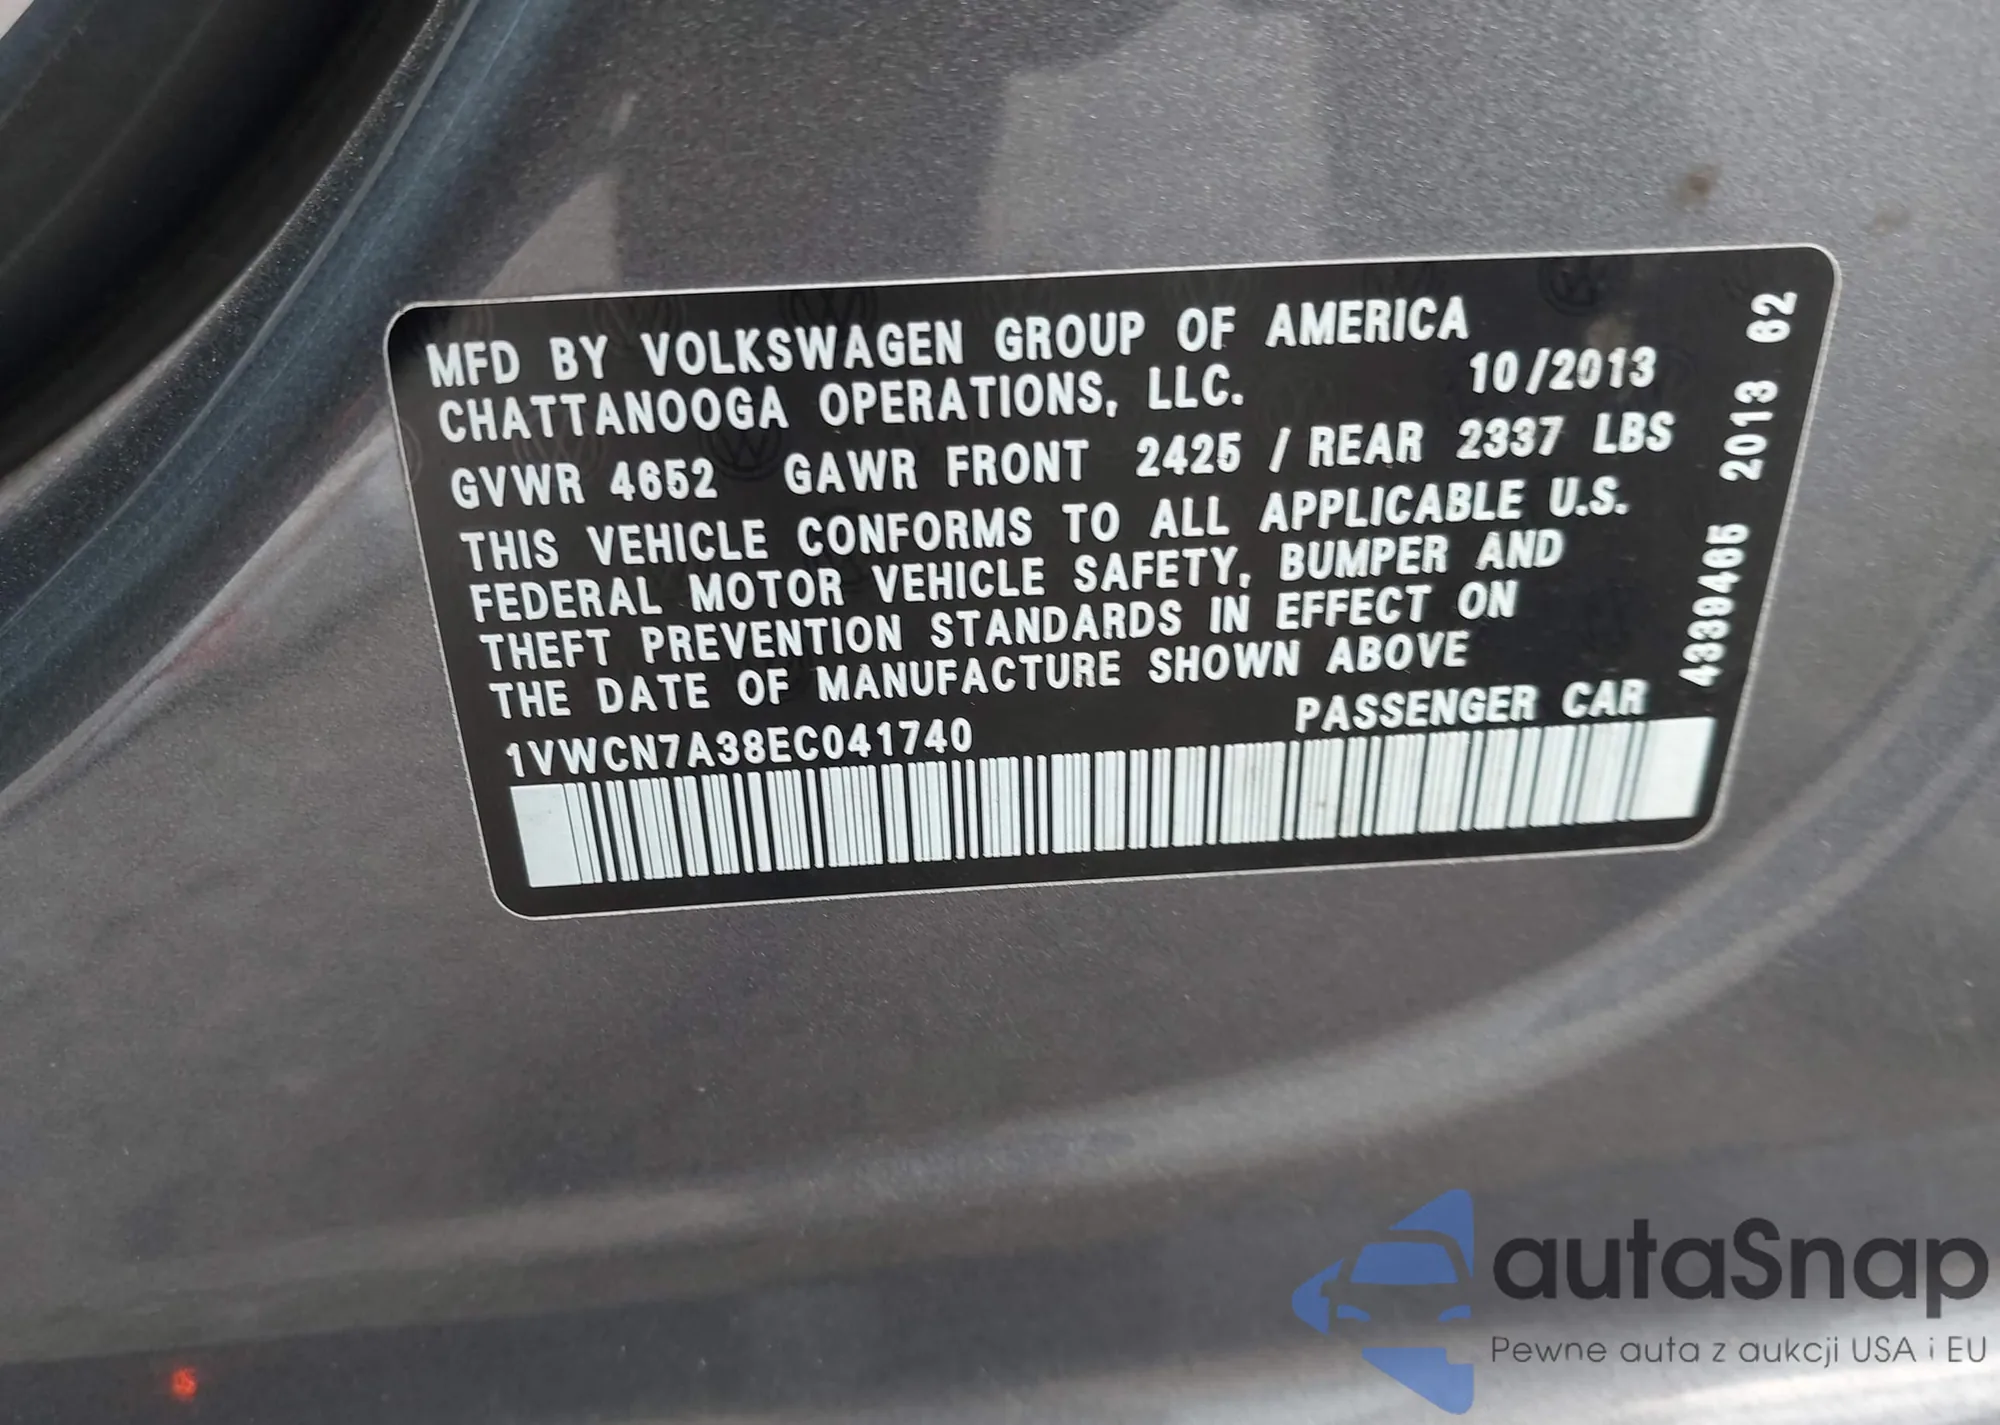 MFD BY VOLKSWAGEN GROUP OF AMERICA
CHATTANOOGA OPERATIONS, LLC. 10/2013
GVWR 4652 GAWR FRONT 2425 / REAR 2337 LBS
THIS VEHICLE CONFORMS TO ALL APPLICABLE U.S.
FEDERAL MOTOR VEHICLE SAFETY, BUMPER AND
THEFT PREVENTION STANDARDS IN EFFECT ON
THE DATE OF MANUFACTURE SHOWN ABOVE
1VWCN7A38EC041740 PASSENGER CAR
4339465 2013 62
autaSnap
Pewne auta z aukcji USA i EU